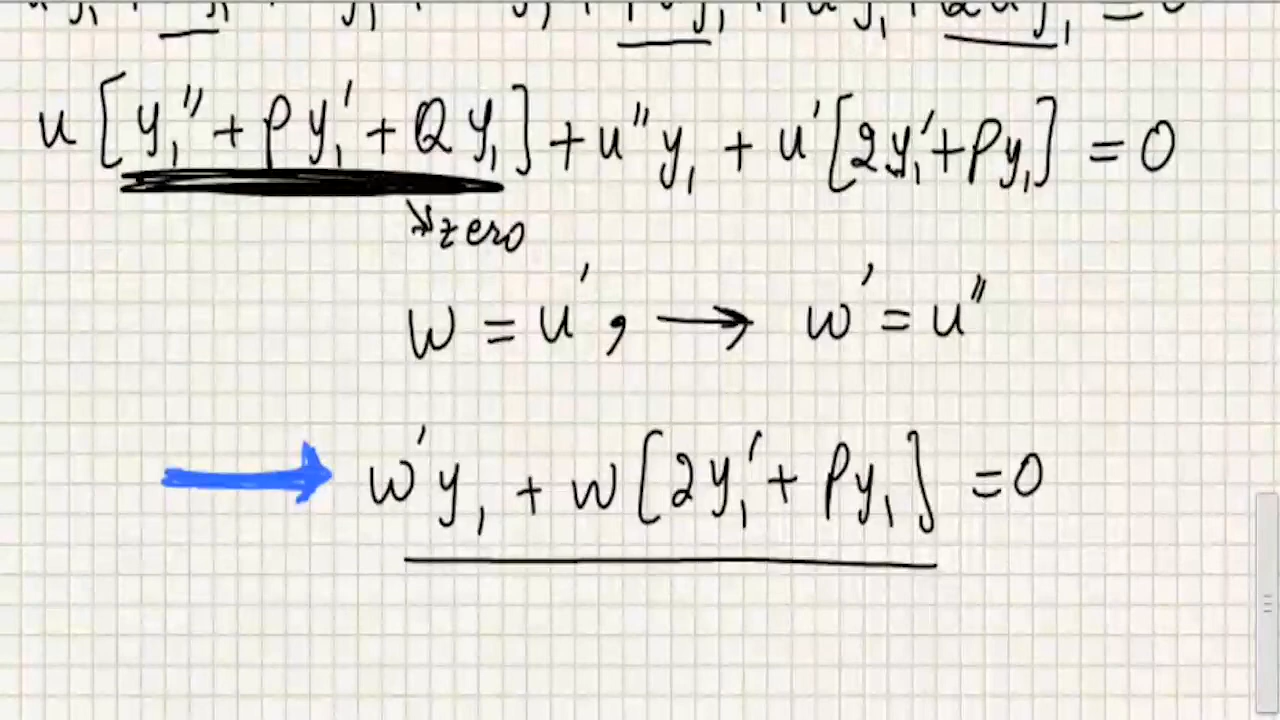 u [y₁'' + Py₁' + Qy₁] + u''y₁ + u'[2y₁' + Py₁] = 0
zero
w = u', → w' = u''
w'y₁ + w[2y₁' + Py₁] = 0